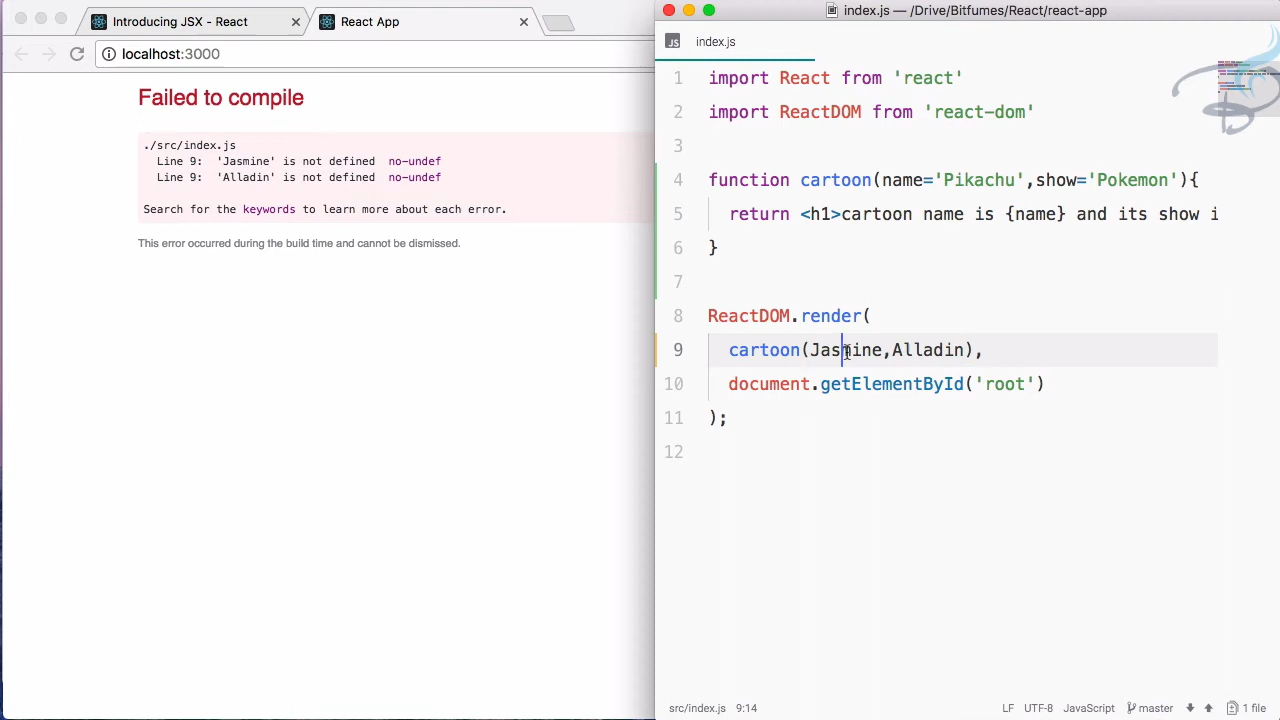 Introducing JSX - React
React App
localhost:3000
Failed to compile
./src/index.js
Line 9: 'Jasmine' is not defined no-undef
Line 9: 'Alladin' is not defined no-undef
Search for the keywords to learn more about each error.
This error occurred during the build time and cannot be dismissed.
index.js — /Drive/Bitfumes/React/react-app
JS index.js
1 import React from 'react'
2 import ReactDOM from 'react-dom'
3
4 function cartoon(name='Pikachu',show='Pokemon'){
5 return <h1>cartoon name is {name} and its show i
6 }
7
8 ReactDOM.render(
9 cartoon(Jasmine,Alladin),
10 document.getElementById('root')
11 );
12
src/index.js 9:14 LF UTF-8 JavaScript master 1 file